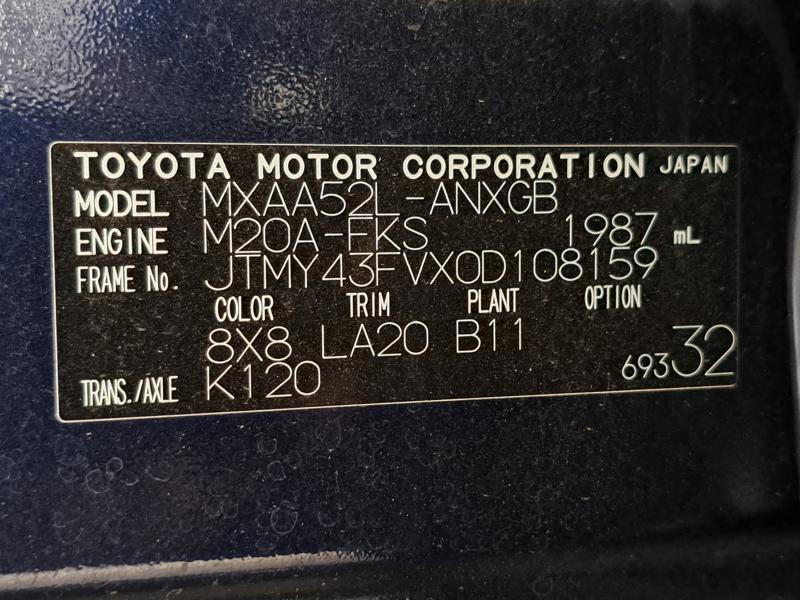 TOYOTA MOTOR CORPORATION JAPAN
MODEL MXAA52L-ANXGB
ENGINE M20A-FKS 1987 mL
FRAME No. JTMY43FVX0D108159
COLOR TRIM PLANT OPTION
8X8 LA20 B11
TRANS./AXLE K120 69332